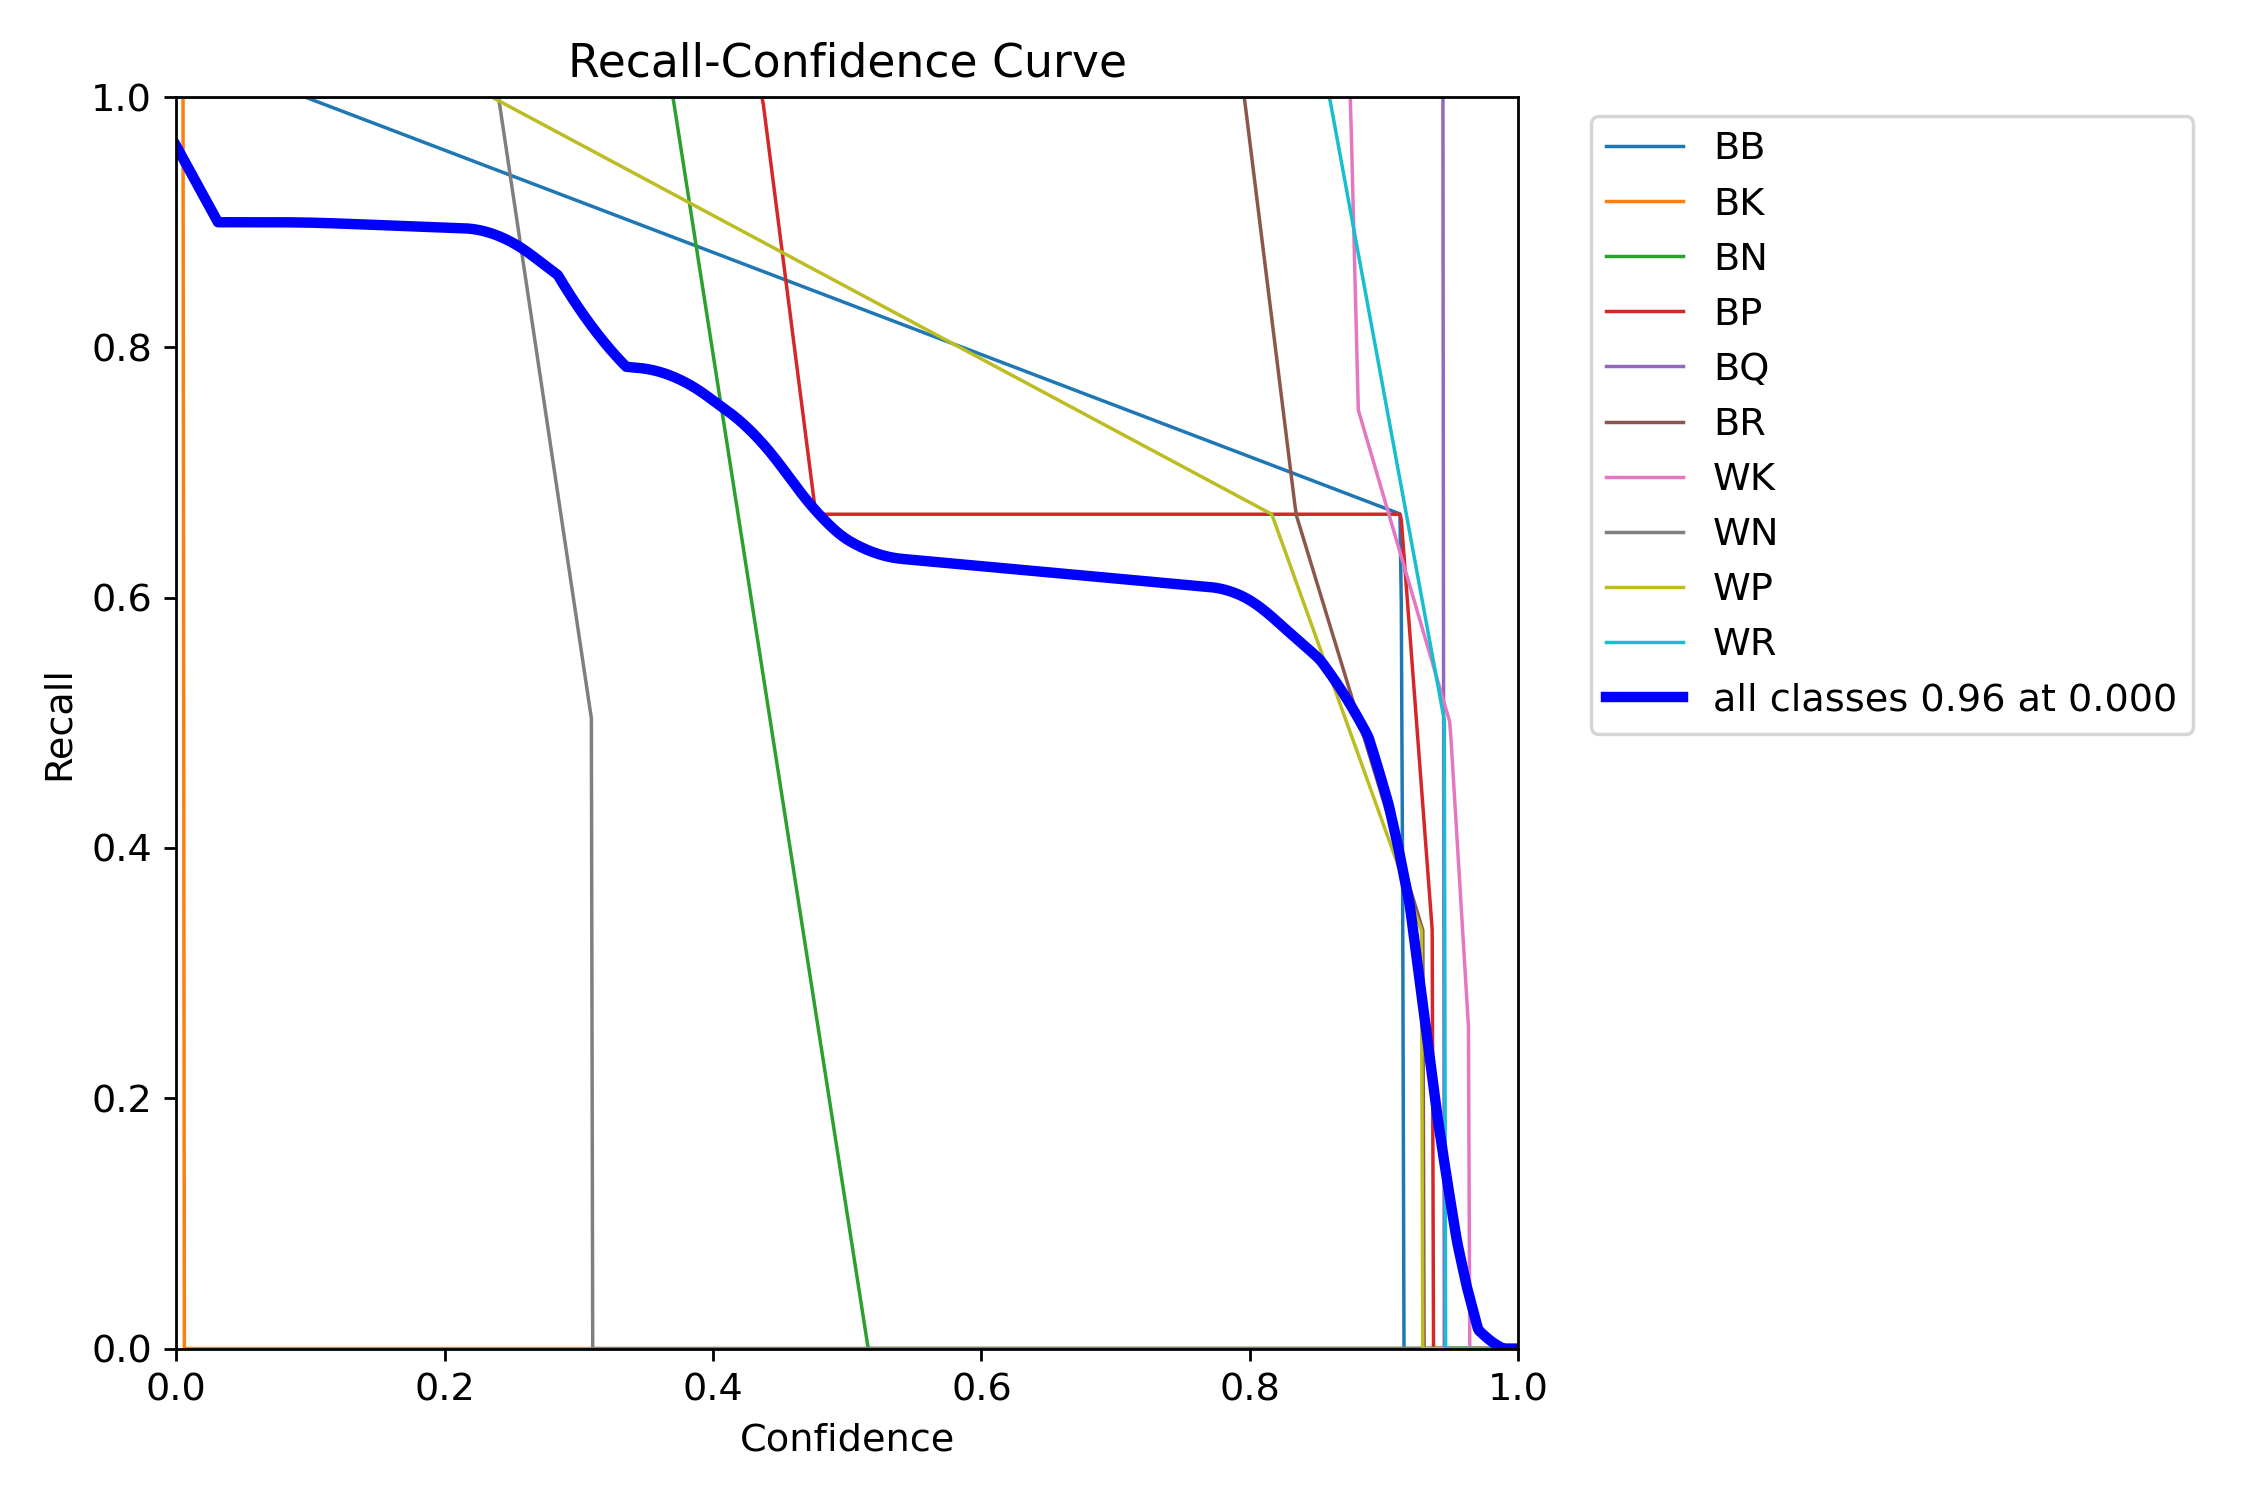 Recall-Confidence Curve
1.0
0.8
0.6
0.4
0.2
0.0
Recall
0.0 0.2 0.4 0.6 0.8 1.0
Confidence
BB
BK
BN
BP
BQ
BR
WK
WN
WP
WR
all classes 0.96 at 0.000